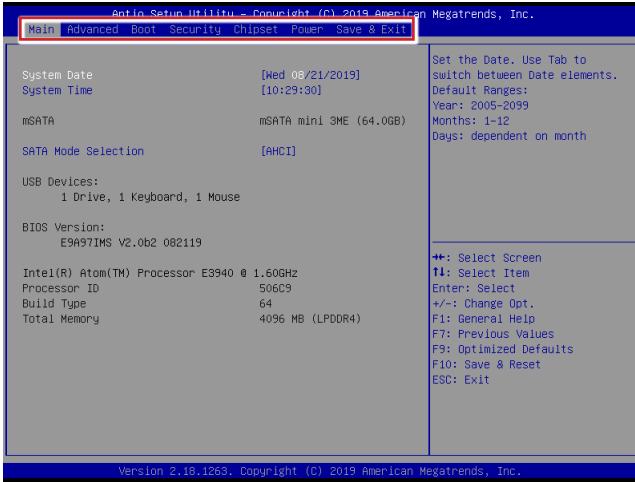 Aptio Setup Utility – Copyright (C) 2019 American Megatrends, Inc.
Main Advanced Boot Security Chipset Power Save & Exit
System Date [Wed 08/21/2019]
System Time [10:29:30]
mSATA mSATA mini 3ME (64.0GB)
SATA Mode Selection [AHCI]
USB Devices:
1 Drive, 1 Keyboard, 1 Mouse
BIOS Version:
E9A97IMS V2.0b2 082119
Intel(R) Atom(TM) Processor E3940 @ 1.60GHz
Processor ID 506C9
Build Type 64
Total Memory 4096 MB (LPDDR4)
Set the Date. Use Tab to
switch between Date elements.
Default Ranges:
Year: 2005-2099
Months: 1-12
Days: dependent on month
→←: Select Screen
↑↓: Select Item
Enter: Select
+/-: Change Opt.
F1: General Help
F7: Previous Values
F9: Optimized Defaults
F10: Save & Reset
ESC: Exit
Version 2.18.1263. Copyright (C) 2019 American Megatrends, Inc.